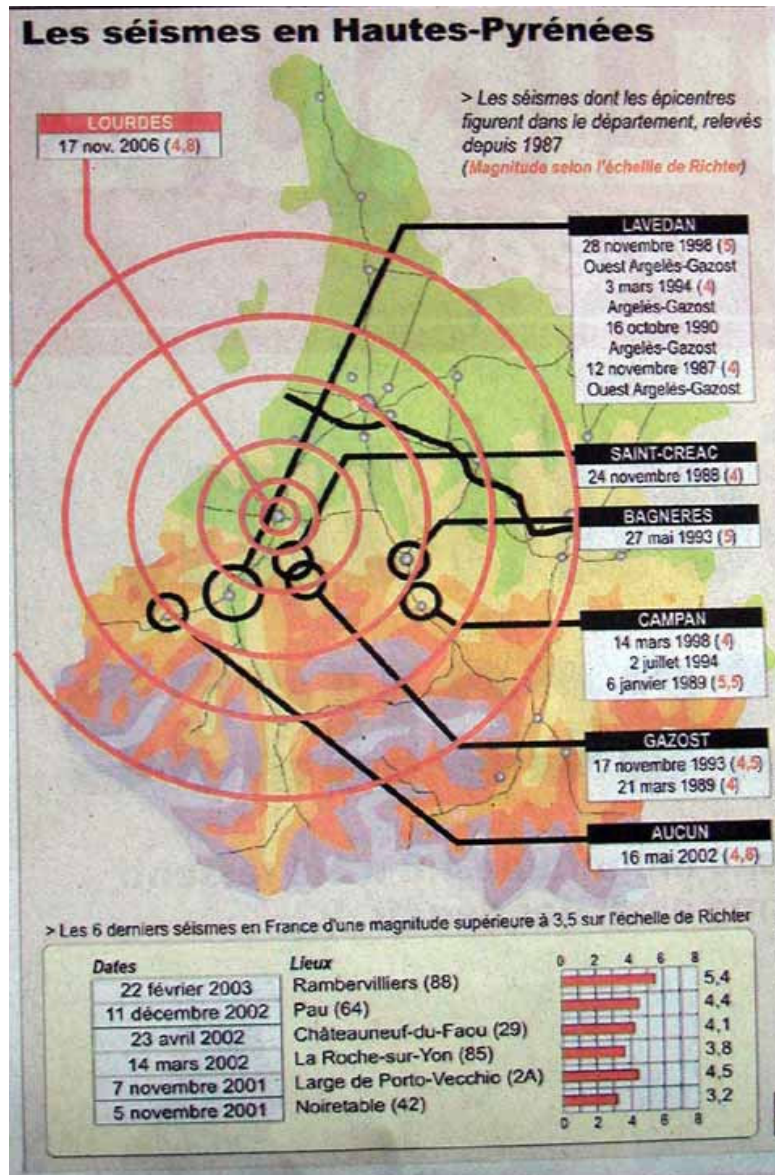 Les séismes en Hautes-Pyrénées
> Les séismes dont les épicentres
figurent dans le département, relevés
depuis 1987
(Magnitude selon l'échelle de Richter)
LOURDES
17 nov. 2006 (4,8)
LAVEDAN
28 novembre 1998 (5)
Ouest Argelès-Gazost
3 mars 1994 (4)
Argelès-Gazost
16 octobre 1990
Argelès-Gazost
12 novembre 1987 (4)
Ouest Argelès-Gazost
SAINT-CREAC
24 novembre 1988 (4)
BAGNERES
27 mai 1993 (5)
CAMPAN
14 mars 1998 (4)
2 juillet 1994
6 janvier 1989 (5,5)
GAZOST
17 novembre 1993 (4,5)
21 mars 1989 (4)
AUCUN
16 mai 2002 (4,8)
> Les 6 derniers séismes en France d'une magnitude supérieure à 3,5 sur l'échelle de Richter
Dates Lieux 0 2 4 6 8
22 février 2003 Rambervilliers (88) 5,4
11 décembre 2002 Pau (64) 4,4
23 avril 2002 Châteauneuf-du-Faou (29) 4,1
14 mars 2002 La Roche-sur-Yon (85) 3,8
7 novembre 2001 Large de Porto-Vecchio (2A) 4,5
5 novembre 2001 Noiretable (42) 3,2
0 2 4 6 8